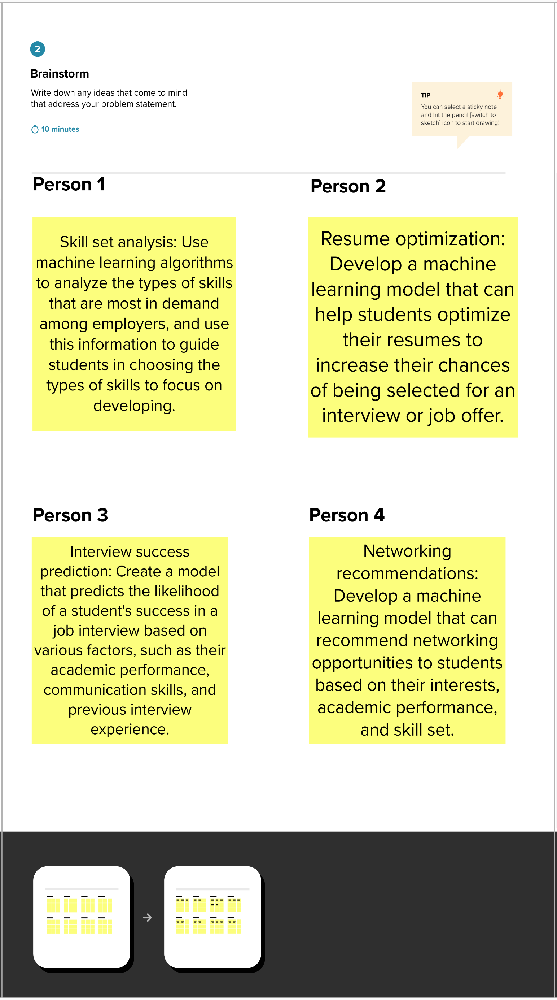 2
Brainstorm
Write down any ideas that come to mind
that address your problem statement.
10 minutes
TIP
You can select a sticky note
and hit the pencil [switch to
sketch] icon to start drawing!
Person 1
Skill set analysis: Use
machine learning algorithms
to analyze the types of skills
that are most in demand
among employers, and use
this information to guide
students in choosing the
types of skills to focus on
developing.
Person 2
Resume optimization:
Develop a machine
learning model that can
help students optimize
their resumes to
increase their chances
of being selected for an
interview or job offer.
Person 3
Interview success
prediction: Create a model
that predicts the likelihood
of a student's success in a
job interview based on
various factors, such as their
academic performance,
communication skills, and
previous interview
experience.
Person 4
Networking
recommendations:
Develop a machine
learning model that can
recommend networking
opportunities to students
based on their interests,
academic performance,
and skill set.